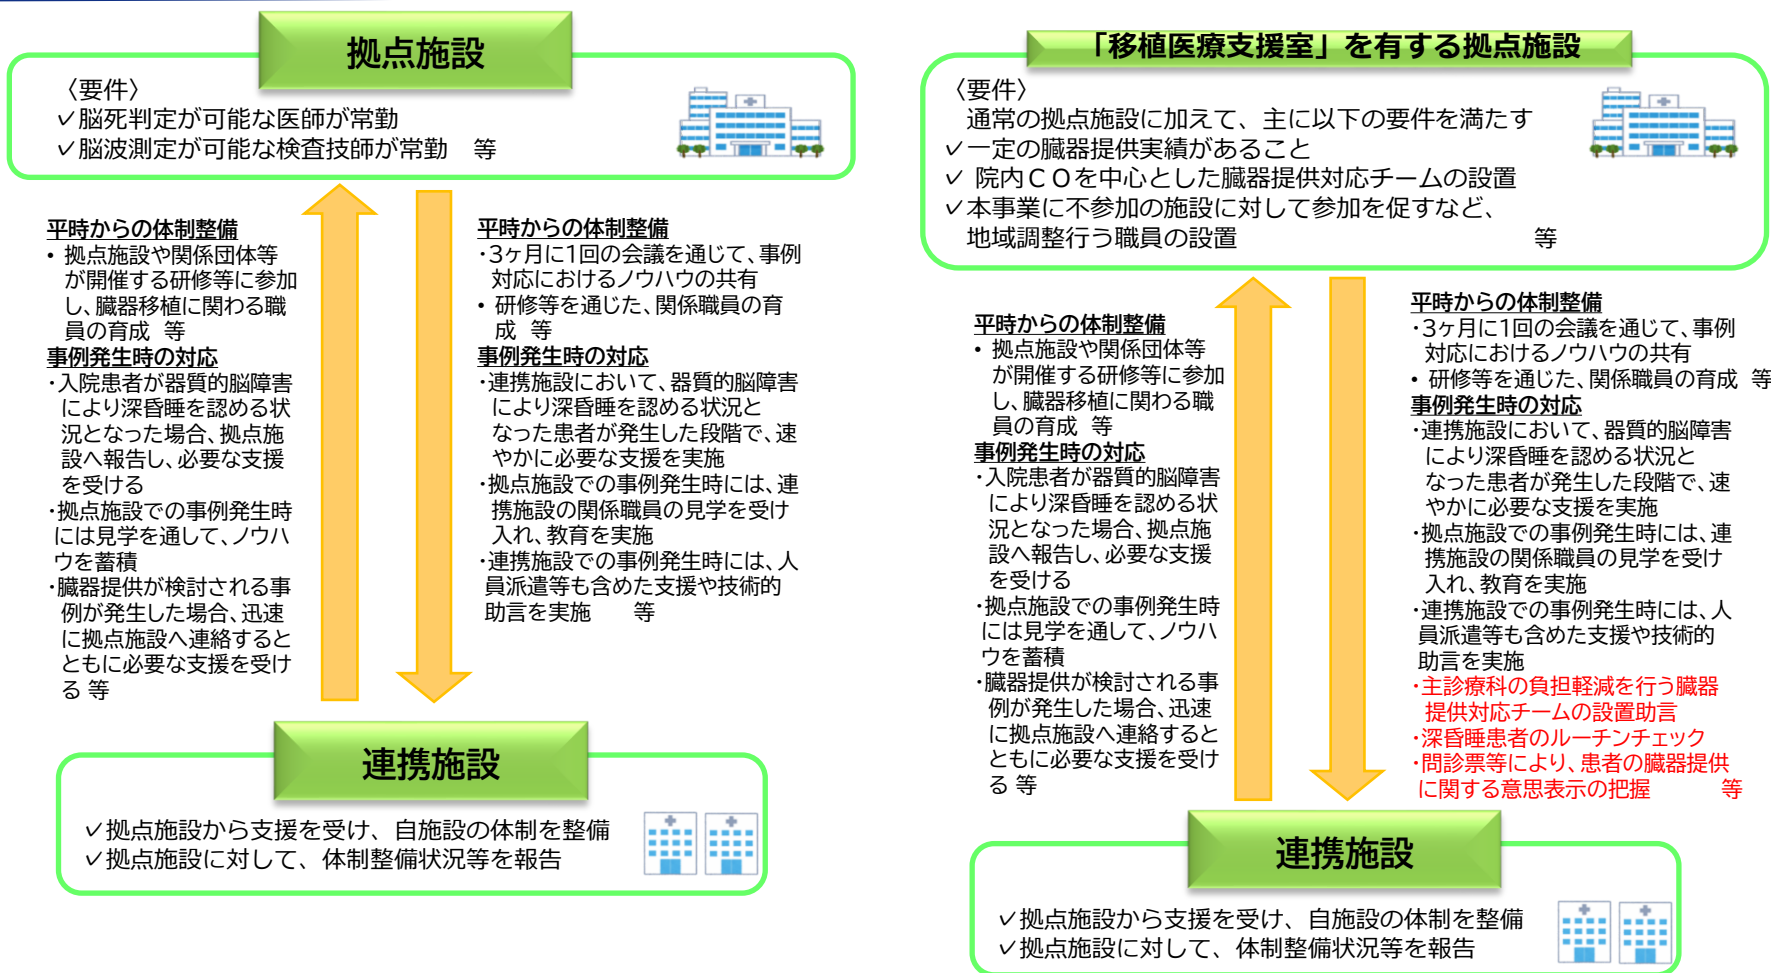 拠点施設
〈要件〉
✓脳死判定が可能な医師が常勤
✓脳波測定が可能な検査技師が常勤　等
平時からの体制整備
• 拠点施設や関係団体等
が開催する研修等に参加
し、臓器移植に関わる職
員の育成 等
事例発生時の対応
・入院患者が器質的脳障害
により深昏睡を認める状
況となった場合、拠点施
設へ報告し、必要な支援
を受ける
・拠点施設での事例発生時
には見学を通して、ノウハ
ウを蓄積
・臓器提供が検討される事
例が発生した場合、迅速
に拠点施設へ連絡すると
ともに必要な支援を受け
る 等
平時からの体制整備
・3ヶ月に1回の会議を通じて、事例
対応におけるノウハウの共有
• 研修等を通じた、関係職員の育
成 等
事例発生時の対応
・連携施設において、器質的脳障害
により深昏睡を認める状況と
なった患者が発生した段階で、速
やかに必要な支援を実施
・拠点施設での事例発生時には、連
携施設の関係職員の見学を受け
入れ、教育を実施
・連携施設での事例発生時には、人
員派遣等も含めた支援や技術的
助言を実施　等
連携施設
✓拠点施設から支援を受け、自施設の体制を整備
✓拠点施設に対して、体制整備状況等を報告
「移植医療支援室」を有する拠点施設
〈要件〉
通常の拠点施設に加えて、主に以下の要件を満たす
✓一定の臓器提供実績があること
✓ 院内ＣＯを中心とした臓器提供対応チームの設置
✓本事業に不参加の施設に対して参加を促すなど、
地域調整行う職員の設置　等
平時からの体制整備
• 拠点施設や関係団体等
が開催する研修等に参加
し、臓器移植に関わる職
員の育成 等
事例発生時の対応
・入院患者が器質的脳障害
により深昏睡を認める状
況となった場合、拠点施
設へ報告し、必要な支援
を受ける
・拠点施設での事例発生時
には見学を通して、ノウハ
ウを蓄積
・臓器提供が検討される事
例が発生した場合、迅速
に拠点施設へ連絡すると
ともに必要な支援を受け
る 等
平時からの体制整備
・3ヶ月に1回の会議を通じて、事例
対応におけるノウハウの共有
• 研修等を通じた、関係職員の育成 等
事例発生時の対応
・連携施設において、器質的脳障害
により深昏睡を認める状況と
なった患者が発生した段階で、速
やかに必要な支援を実施
・拠点施設での事例発生時には、連
携施設の関係職員の見学を受け
入れ、教育を実施
・連携施設での事例発生時には、人
員派遣等も含めた支援や技術的
助言を実施
・主診療科の負担軽減を行う臓器
提供対応チームの設置助言
・深昏睡患者のルーチンチェック
・問診票等により、患者の臓器提供
に関する意思表示の把握　等
連携施設
✓拠点施設から支援を受け、自施設の体制を整備
✓拠点施設に対して、体制整備状況等を報告